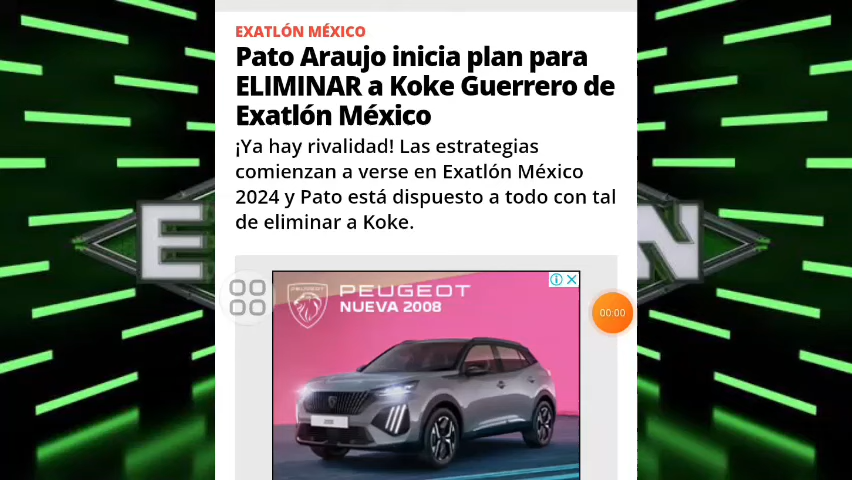 EXATLÓN MÉXICO
Pato Araujo inicia plan para
ELIMINAR a Koke Guerrero de
Exatlón México
¡Ya hay rivalidad! Las estrategias
comienzan a verse en Exatlón México
2024 y Pato está dispuesto a todo con tal
de eliminar a Koke.
E
N
PEUGEOT
NUEVA 2008
00:00